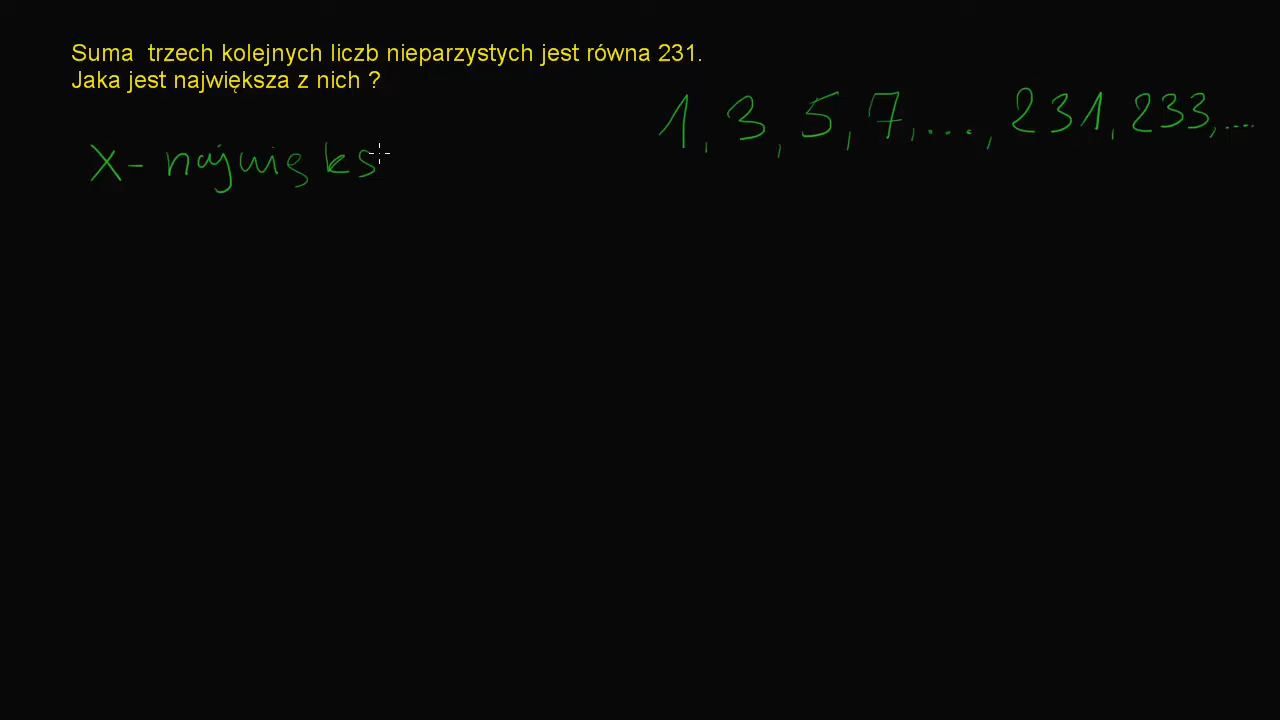 Suma trzech kolejnych liczb nieparzystych jest równa 231.
Jaka jest największa z nich ?
1, 3, 5, 7, ...., 231, 233, ....
X - najwięks